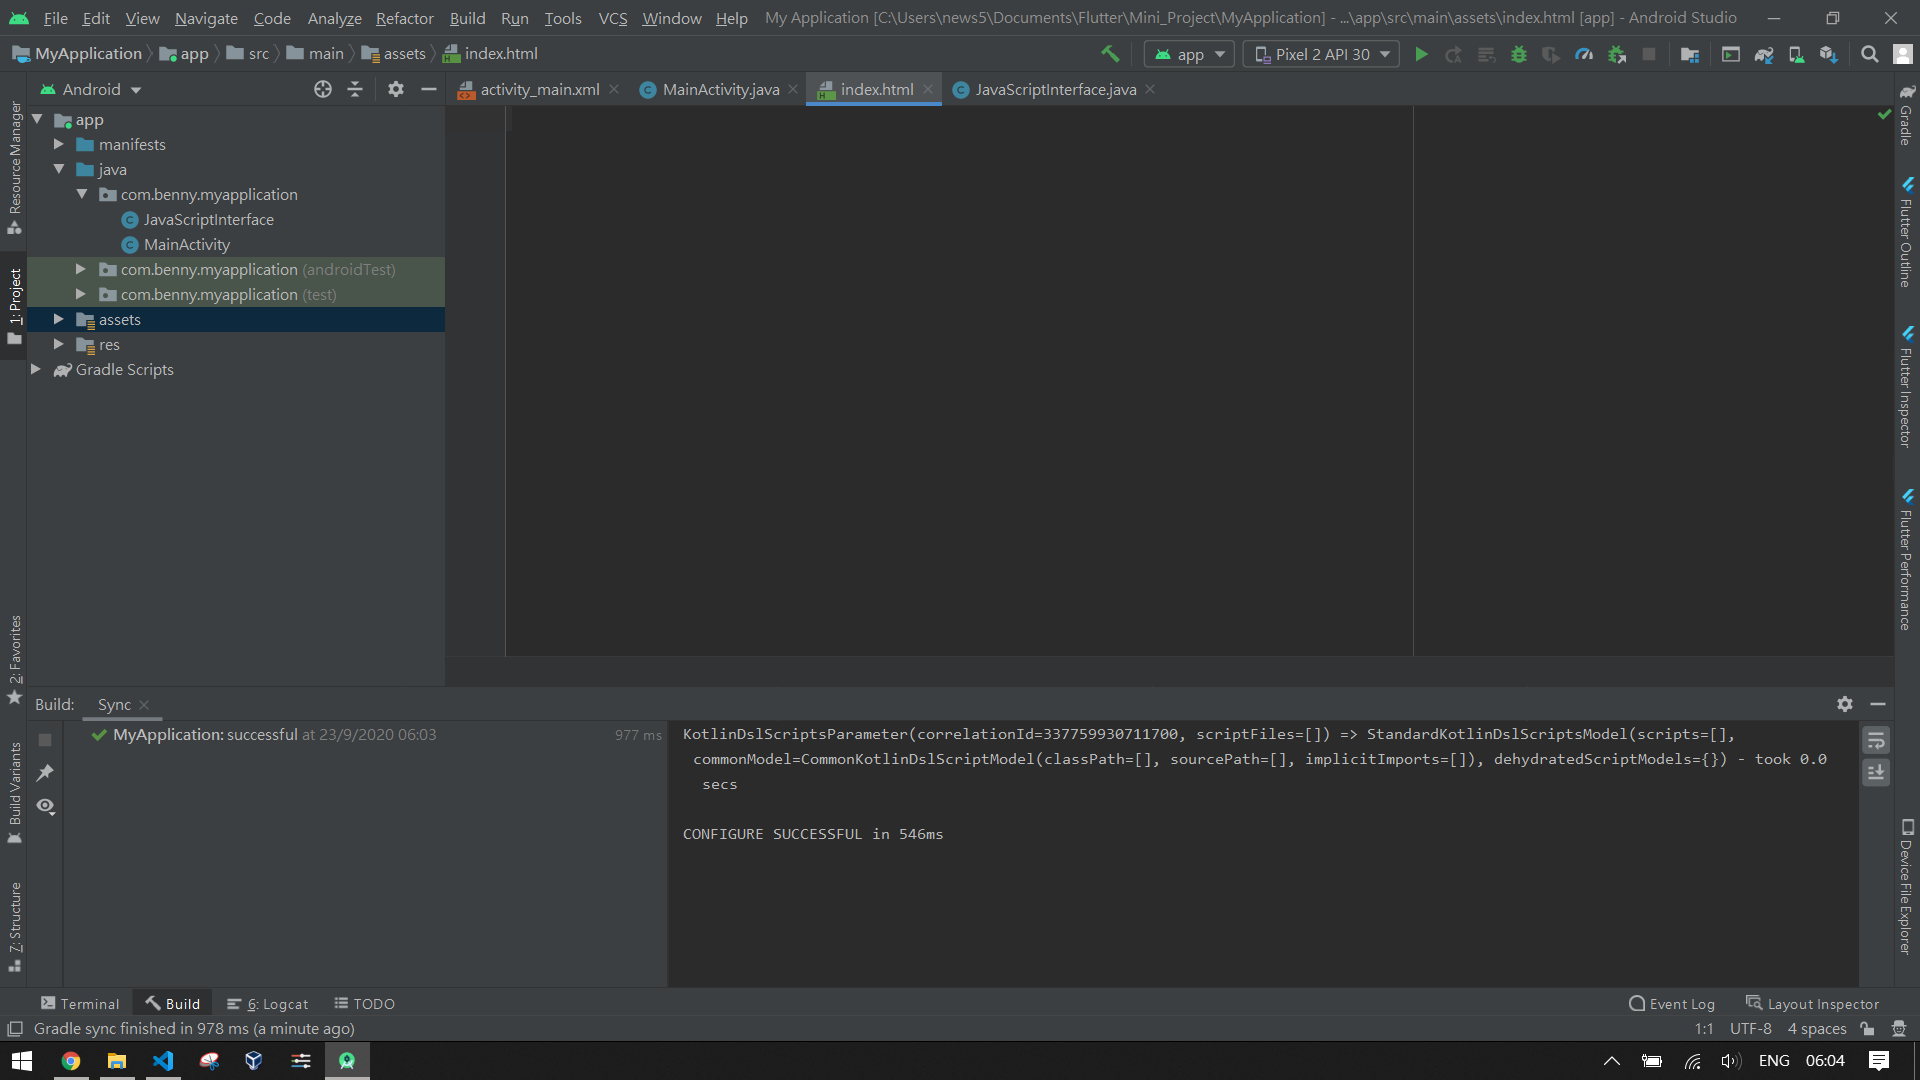 File Edit View Navigate Code Analyze Refactor Build Run Tools VCS Window Help My Application [C:\Users\news5\Documents\Flutter\Mini_Project\MyApplication] - ...\app\src\main\assets\index.html [app] - Android Studio
MyApplication app src main assets index.html app Pixel 2 API 30
Android activity_main.xml MainActivity.java index.html JavaScriptInterface.java
app
manifests
java
com.benny.myapplication
JavaScriptInterface
MainActivity
com.benny.myapplication (androidTest)
com.benny.myapplication (test)
assets
res
Gradle Scripts
Resource Manager
1: Project
2: Favorites
Build Variants
7: Structure
Gradle
Flutter Outline
Flutter Inspector
Flutter Performance
Device File Explorer
Build: Sync
MyApplication: successful at 23/9/2020 06:03 977 ms
KotlinDslScriptsParameter(correlationId=337759930711700, scriptFiles=[]) => StandardKotlinDslScriptsModel(scripts=[],
commonModel=CommonKotlinDslScriptModel(classPath=[], sourcePath=[], implicitImports=[]), dehydratedScriptModels={}) - took 0.0
secs
CONFIGURE SUCCESSFUL in 546ms
Terminal Build 6: Logcat TODO Event Log Layout Inspector
Gradle sync finished in 978 ms (a minute ago) 1:1 UTF-8 4 spaces
ENG 06:04